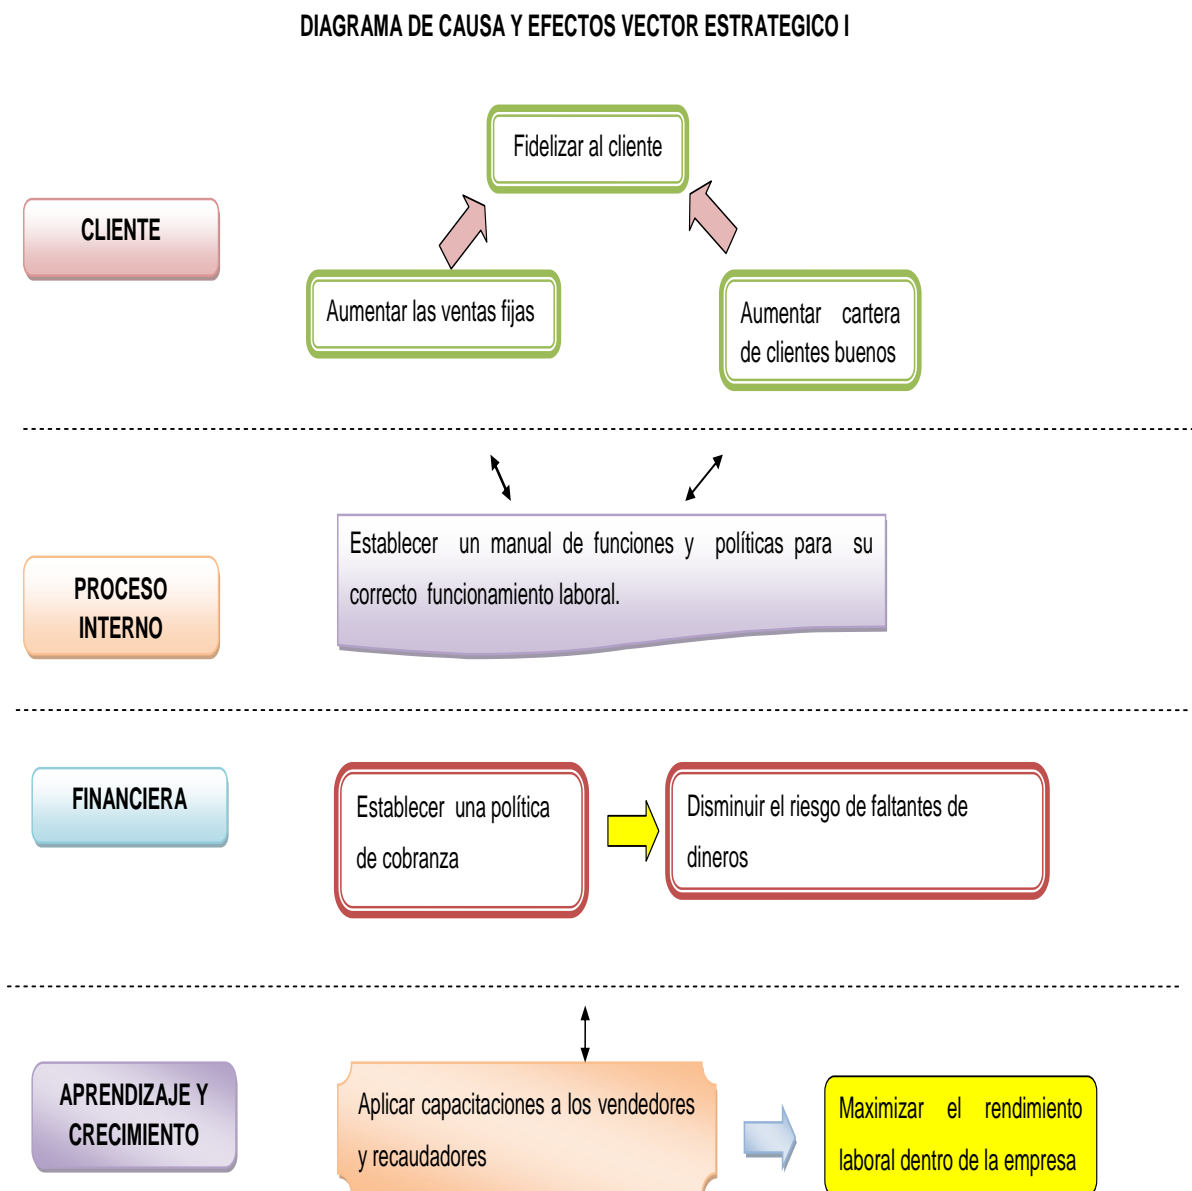 DIAGRAMA DE CAUSA Y EFECTOS VECTOR ESTRATEGICO I
Fidelizar al cliente
CLIENTE
Aumentar las ventas fijas
Aumentar cartera
de clientes buenos
Establecer un manual de funciones y políticas para su
correcto funcionamiento laboral.
PROCESO
INTERNO
FINANCIERA
Establecer una política
de cobranza
Disminuir el riesgo de faltantes de
dineros
APRENDIZAJE Y
CRECIMIENTO
Aplicar capacitaciones a los vendedores
y recaudadores
Maximizar el rendimiento
laboral dentro de la empresa